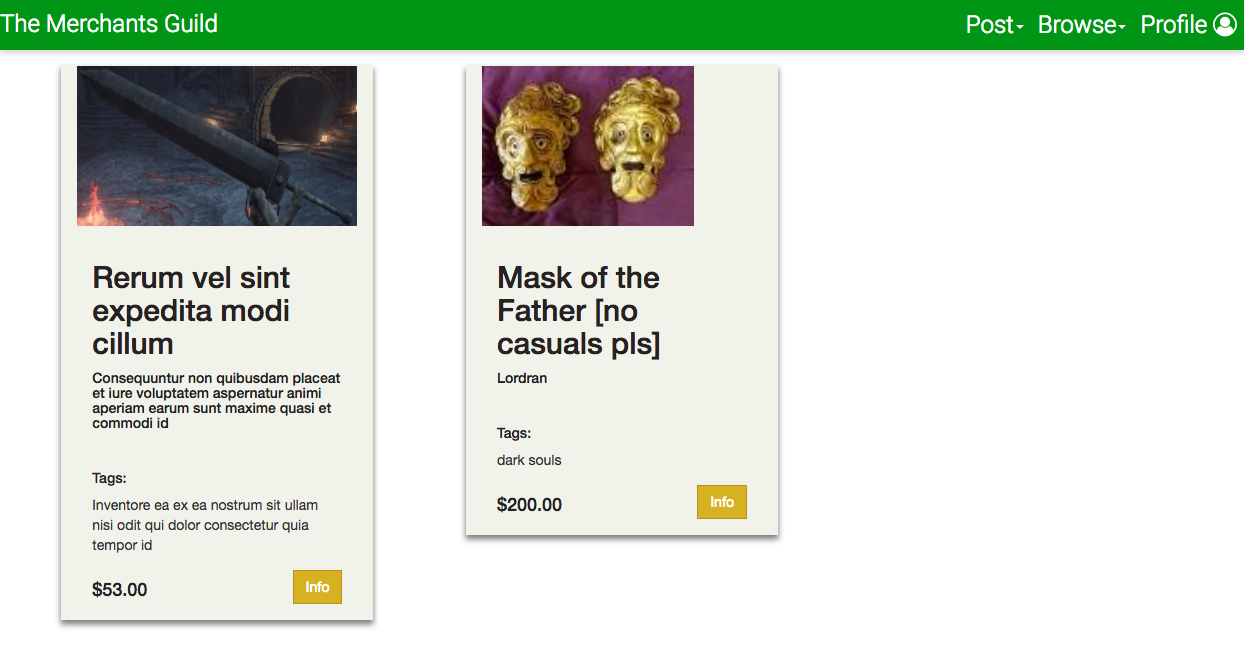 The Merchants Guild
Post Browse Profile
Rerum vel sint
expedita modi
cillum
Consequuntur non quibusdam placeat
et iure voluptatem aspernatur animi
aperiam earum sunt maxime quasi et
commodi id
Tags:
Inventore ea ex ea nostrum sit ullam
nisi odit qui dolor consectetur quia
tempor id
$53.00 Info
Mask of the
Father [no
casuals pls]
Lordran
Tags:
dark souls
$200.00 Info